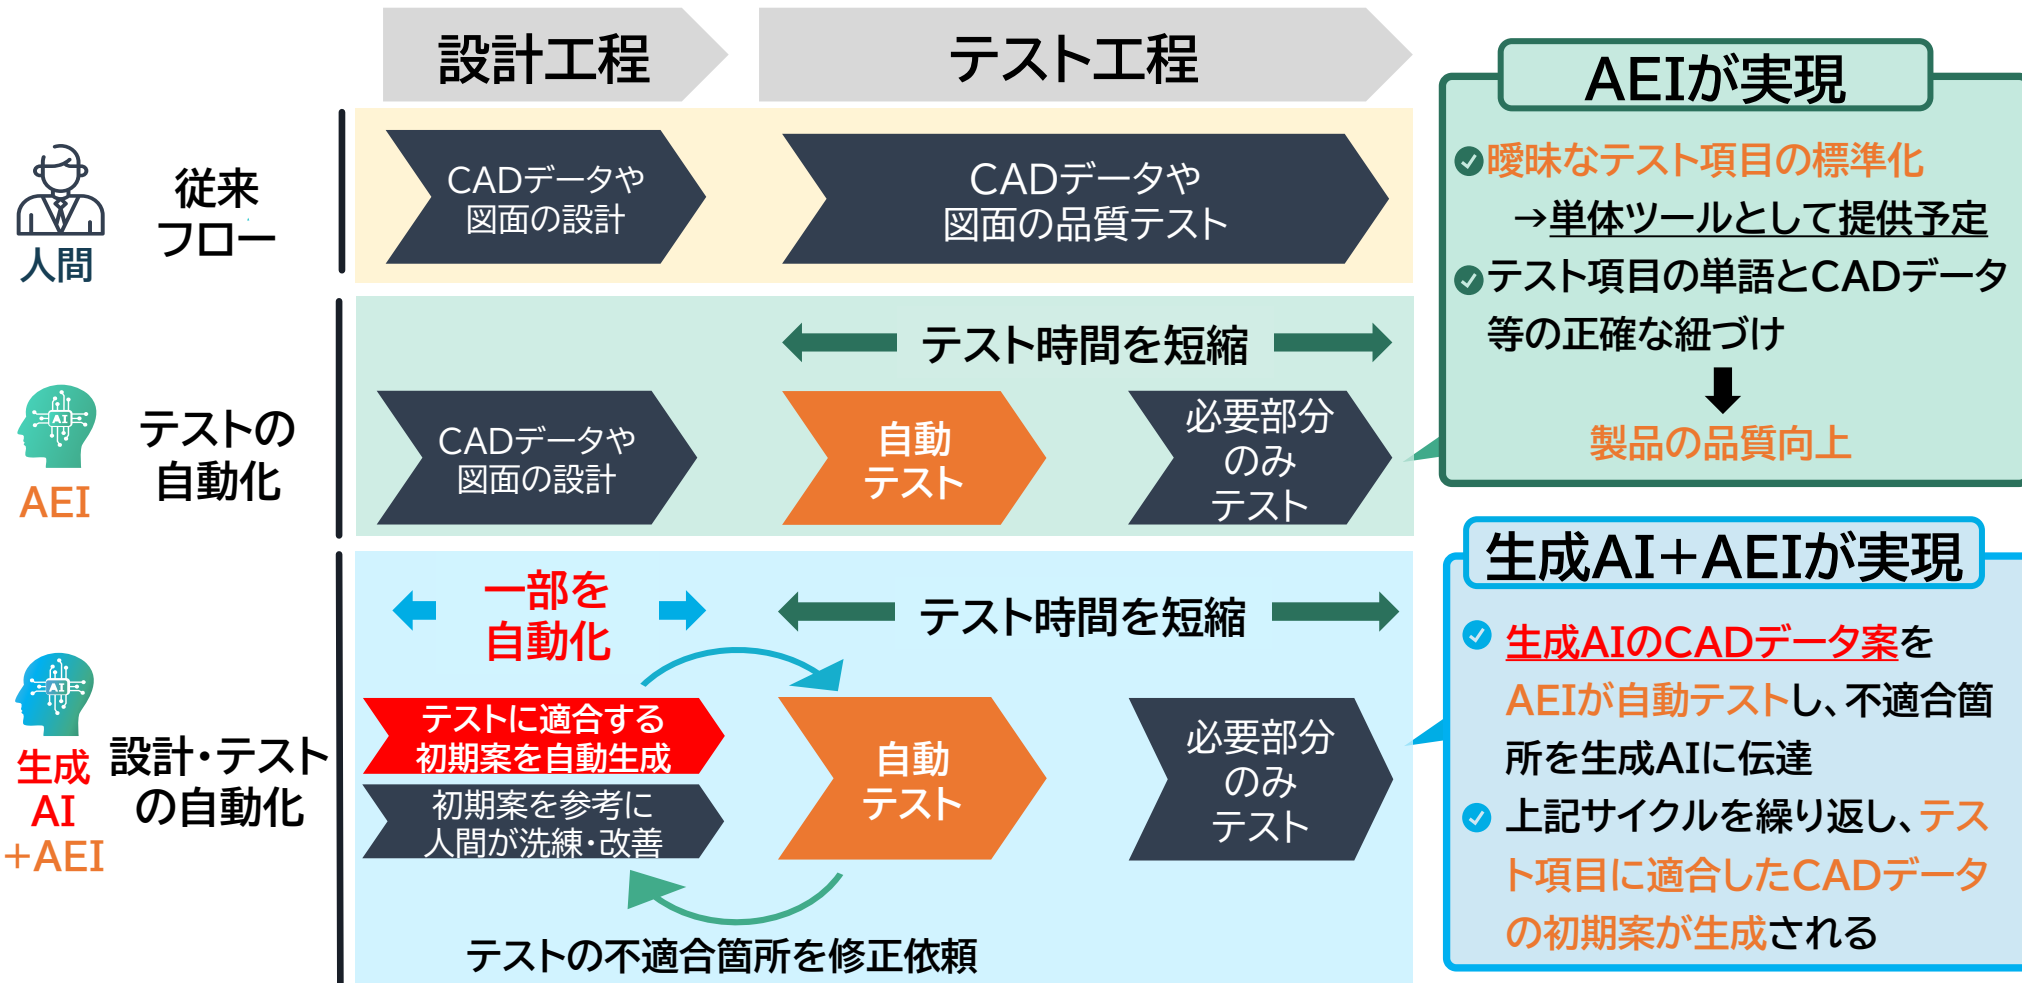 設計工程
テスト工程
人間
従来
フロー
CADデータや
図面の設計
CADデータや
図面の品質テスト
AI
AEI
テストの
自動化
テスト時間を短縮
CADデータや
図面の設計
自動
テスト
必要部分
のみ
テスト
AI
生成
AI
+AEI
設計・テスト
の自動化
一部を
自動化
テスト時間を短縮
テストに適合する
初期案を自動生成
初期案を参考に
人間が洗練・改善
自動
テスト
必要部分
のみ
テスト
テストの不適合箇所を修正依頼
AEIが実現
曖昧なテスト項目の標準化
→単体ツールとして提供予定
テスト項目の単語とCADデータ
等の正確な紐づけ
製品の品質向上
生成AI+AEIが実現
生成AIのCADデータ案を
AEIが自動テストし、不適合箇
所を生成AIに伝達
上記サイクルを繰り返し、テス
ト項目に適合したCADデータ
の初期案が生成される